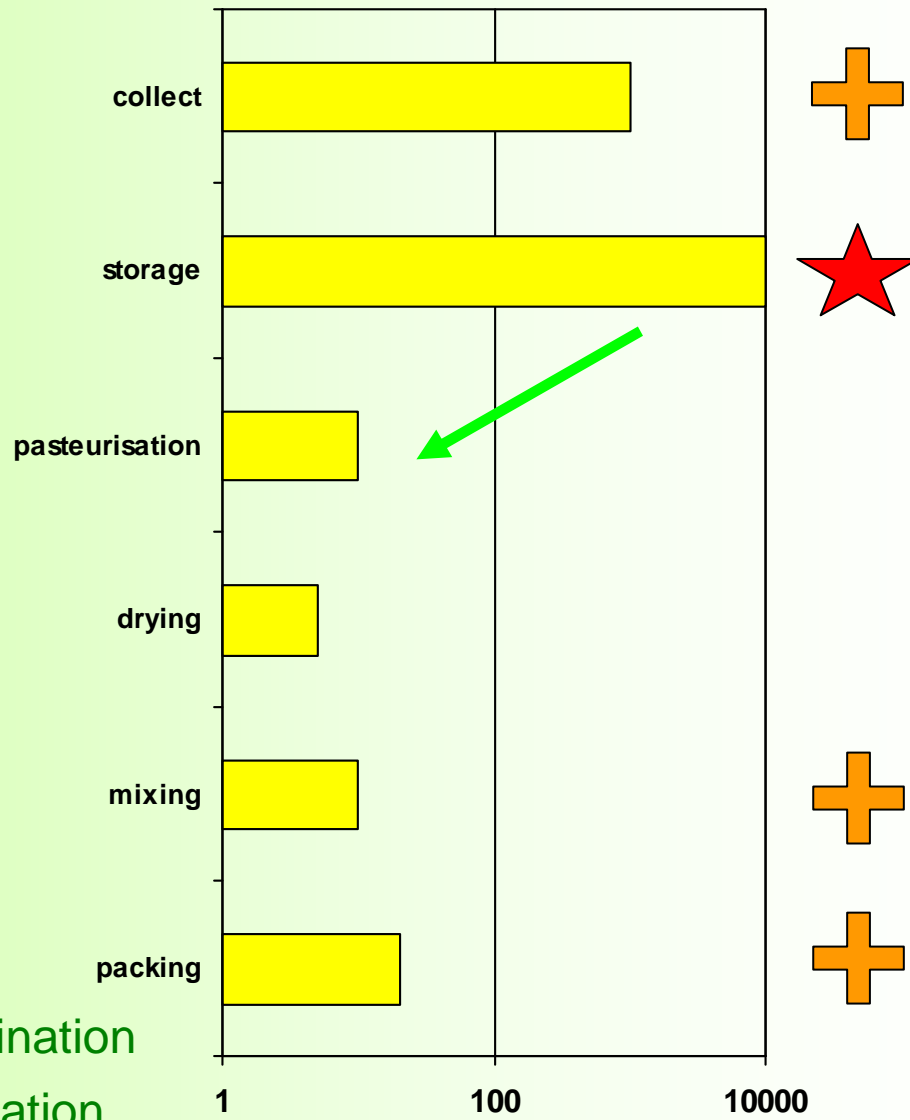 collect
storage
pasteurisation
drying
mixing
packing
1 100 10000